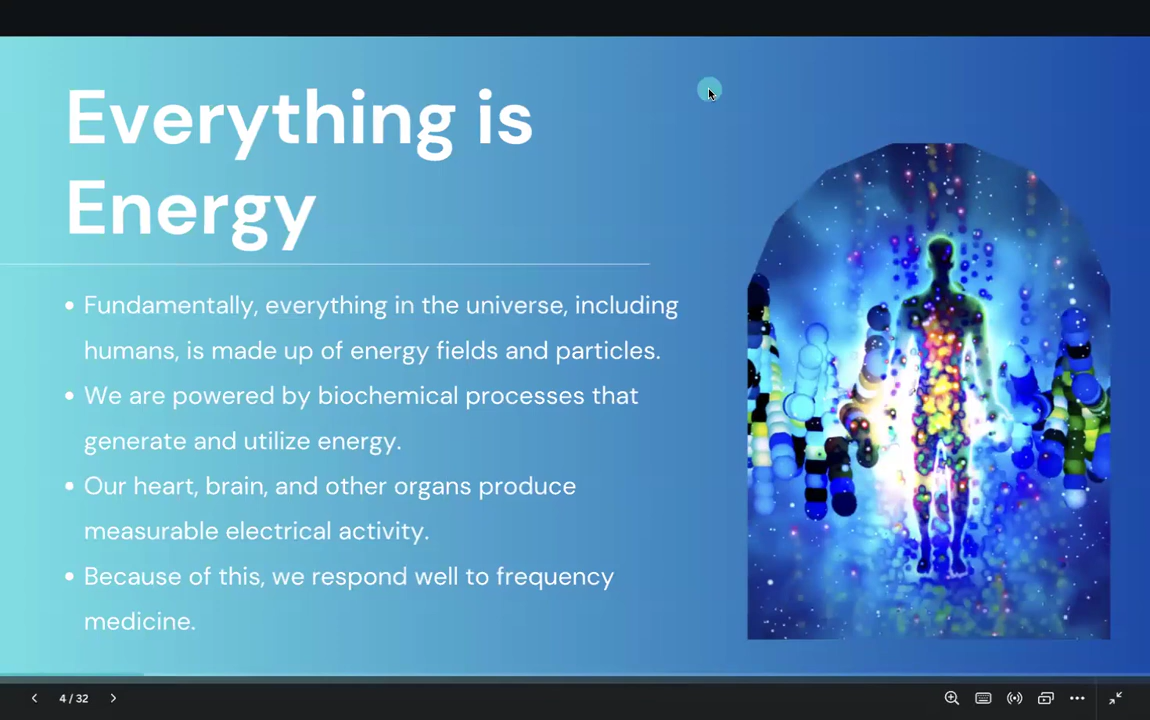 Everything is
Energy
• Fundamentally, everything in the universe, including
humans, is made up of energy fields and particles.
• We are powered by biochemical processes that
generate and utilize energy.
• Our heart, brain, and other organs produce
measurable electrical activity.
• Because of this, we respond well to frequency
medicine.
4 / 32